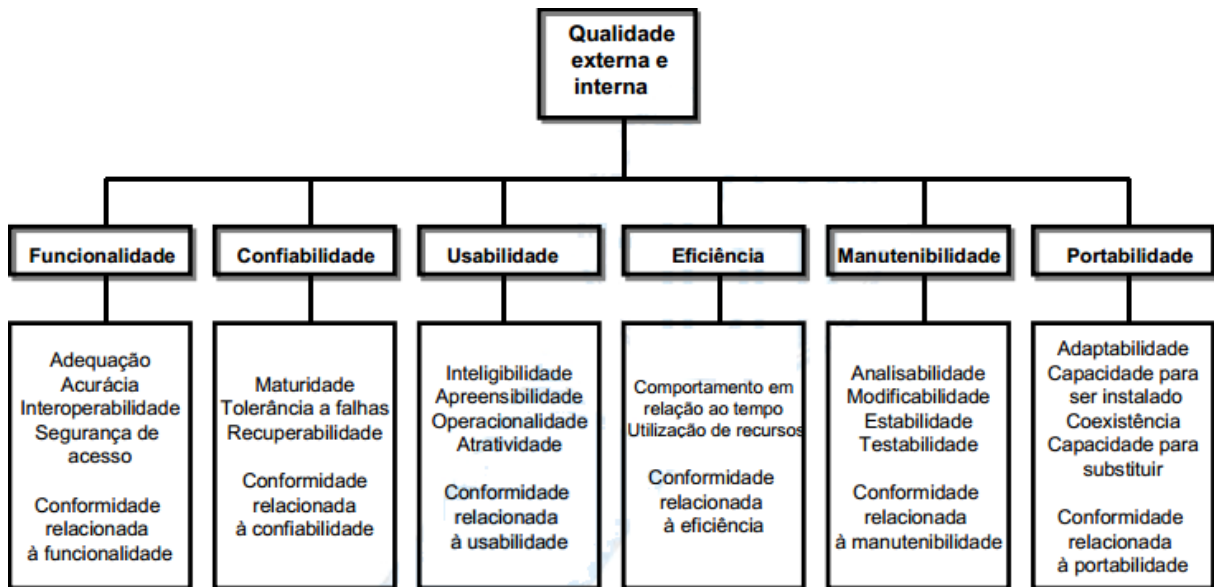 Qualidade
externa e
interna
Funcionalidade
Confiabilidade
Usabilidade
Eficiência
Manutenibilidade
Portabilidade
Adequação
Acurácia
Interoperabilidade
Segurança de
acesso
Conformidade
relacionada
à funcionalidade
Maturidade
Tolerância a falhas
Recuperabilidade
Conformidade
relacionada
à confiabilidade
Inteligibilidade
Apreensibilidade
Operacionalidade
Atratividade
Conformidade
relacionada
à usabilidade
Comportamento em
relação ao tempo
Utilização de recursos
Conformidade
relacionada
à eficiência
Analisabilidade
Modificabilidade
Estabilidade
Testabilidade
Conformidade
relacionada
à manutenibilidade
Adaptabilidade
Capacidade para
ser instalado
Coexistência
Capacidade para
substituir
Conformidade
relacionada
à portabilidade